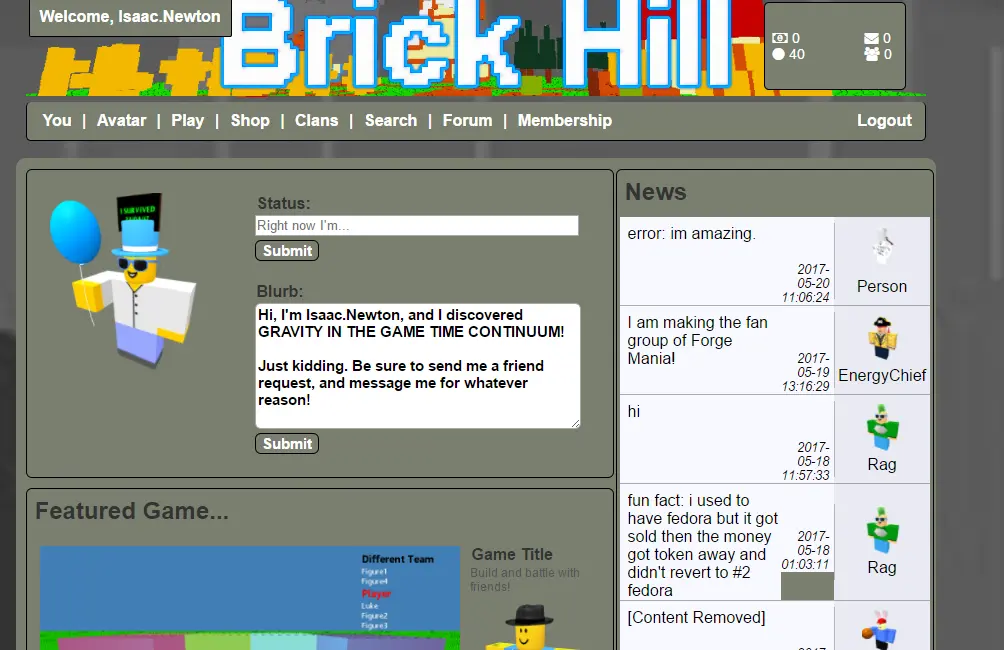 Welcome, Isaac.Newton
Brick Hill
0
0
40
0
You | Avatar | Play | Shop | Clans | Search | Forum | Membership
Logout
I SURVIVED
Status:
Right now I'm...
Submit
Blurb:
Hi, I'm Isaac.Newton, and I discovered
GRAVITY IN THE GAME TIME CONTINUUM!
Just kidding. Be sure to send me a friend
request, and message me for whatever
reason!
Submit
Featured Game...
Different Team
Figure1
Figure4
Player
Luke
Figure2
Figure3
Game Title
Build and battle with
friends!
News
error: im amazing.
2017-
05-20
11:06:24
Person
I am making the fan
group of Forge
Mania!
2017-
05-19
13:16:29
EnergyChief
hi
2017-
05-18
11:57:33
Rag
fun fact: i used to
have fedora but it got
sold then the money
got token away and
didn't revert to #2
fedora
2017-
05-18
01:03:11
Rag
[Content Removed]